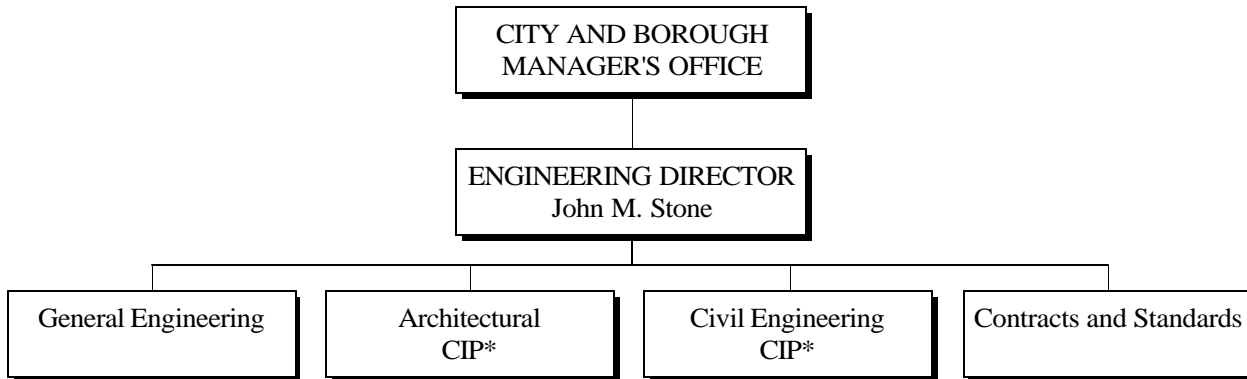 CITY AND BOROUGH
MANAGER'S OFFICE
ENGINEERING DIRECTOR
John M. Stone
General Engineering
Architectural
CIP*
Civil Engineering
CIP*
Contracts and Standards